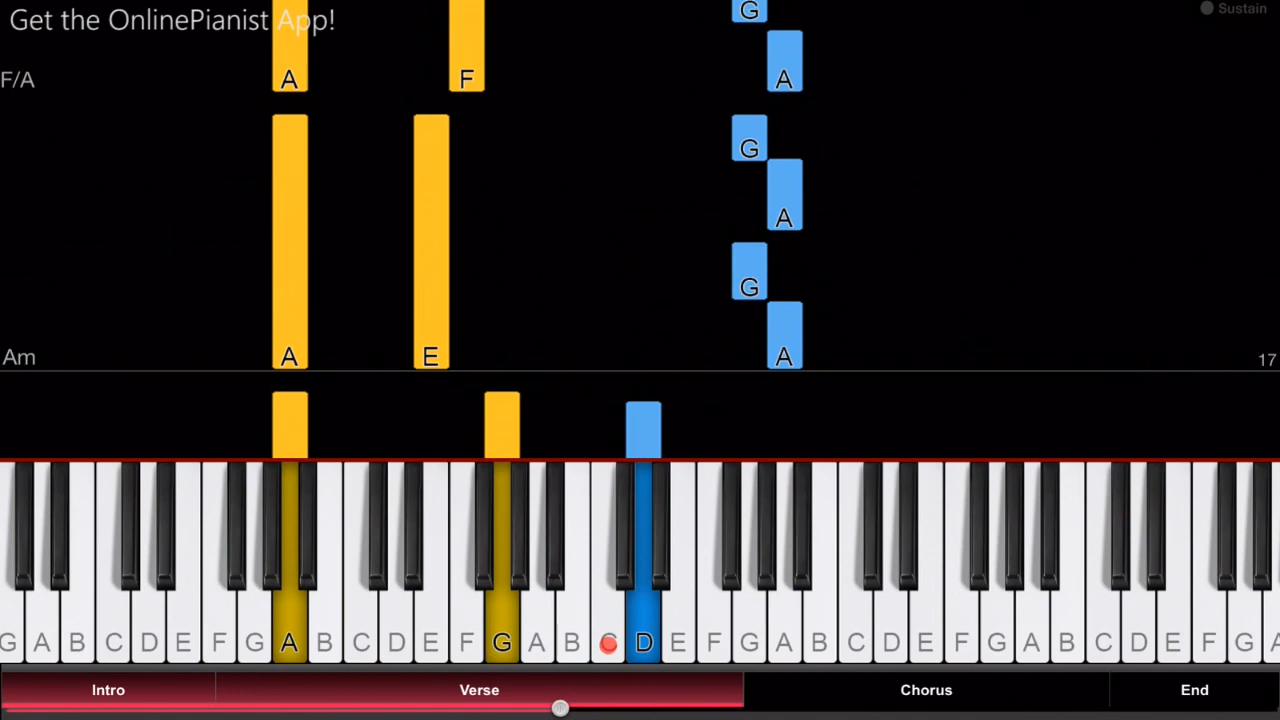 Get the OnlinePianist App!
Sustain
G
F/A
A
F
A
G
A
G
Am
A
E
A
17
G A B C D E F G A B C D E F G A B C D E F G A B C D E F G A B C D E F G A
Intro
Verse
Chorus
End